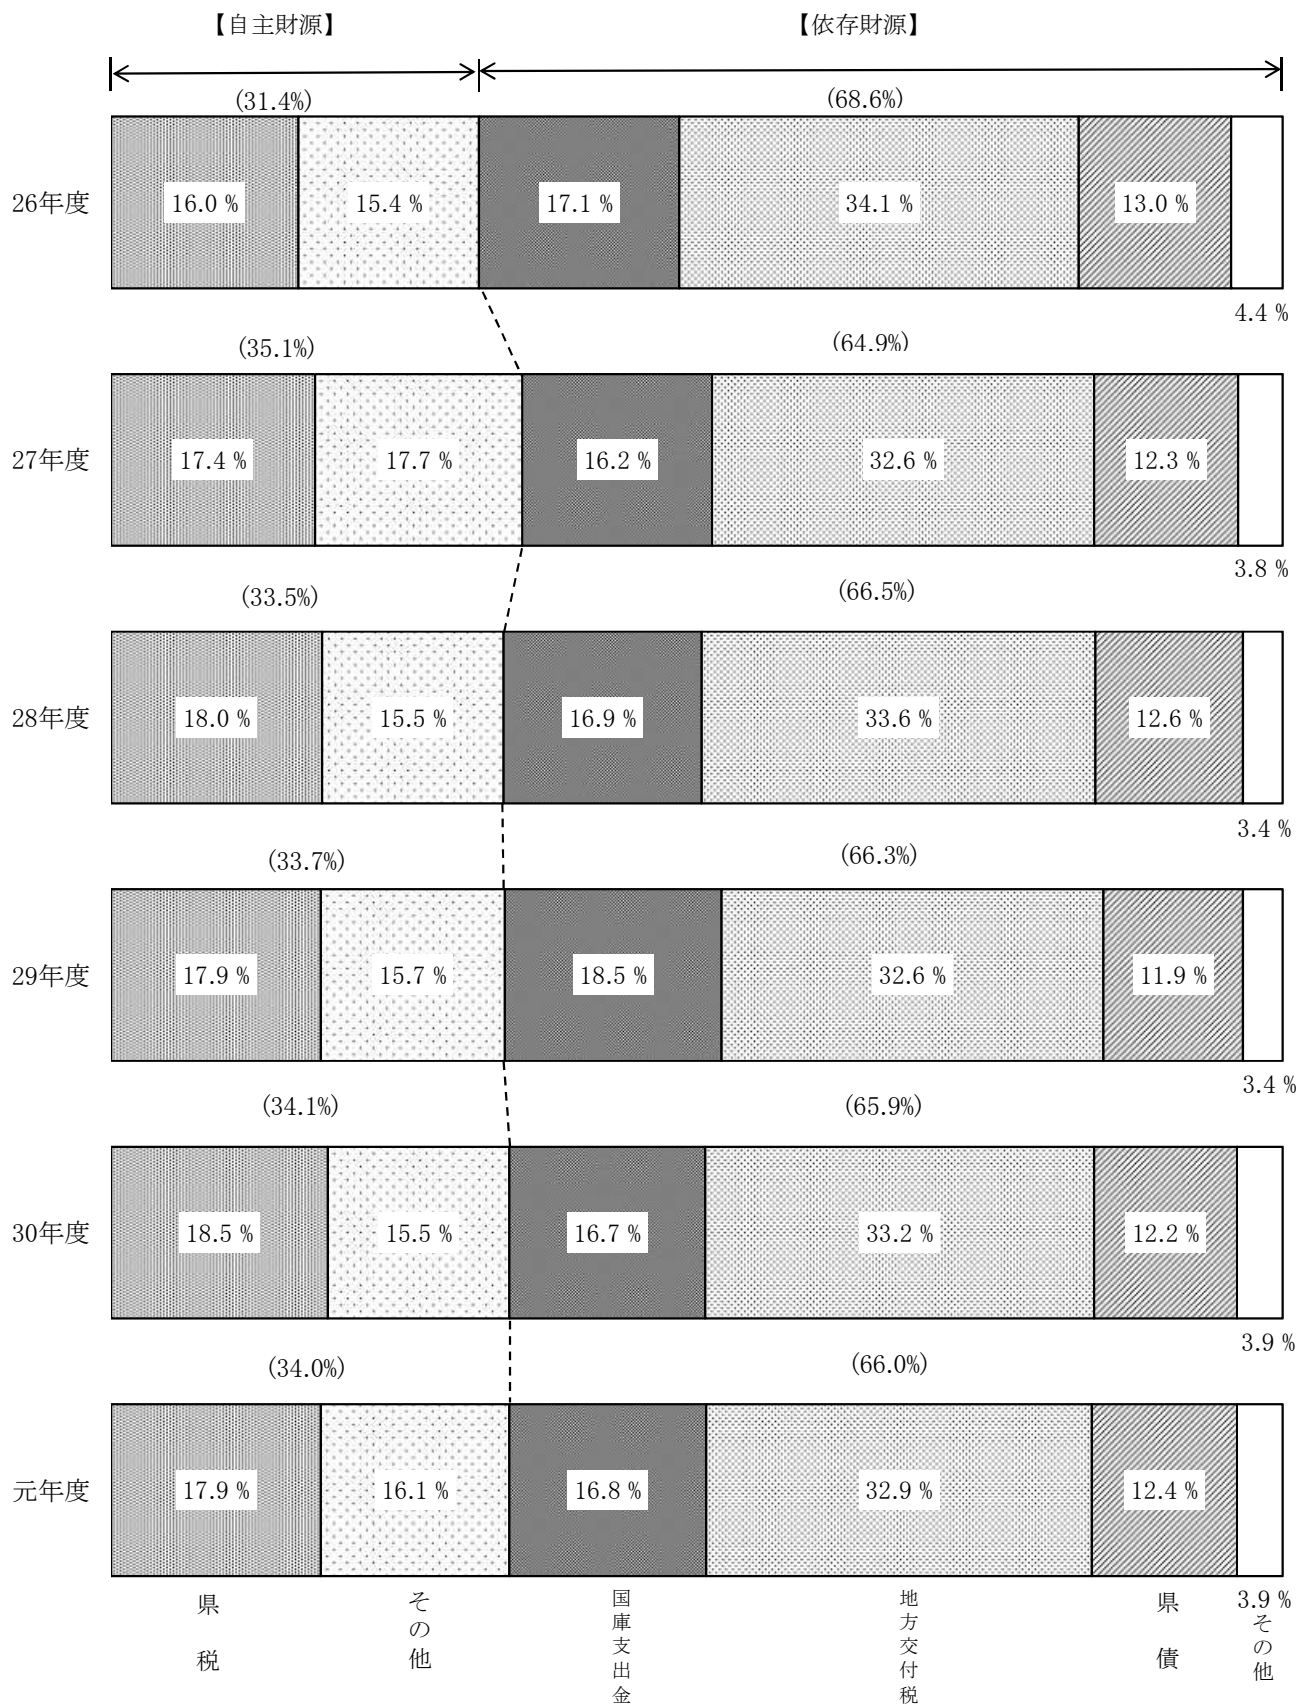 【自主財源】 【依存財源】
(31.4%) (68.6%)
26年度 16.0 % 15.4 % 17.1 % 34.1 % 13.0 %
4.4 %
(35.1%) (64.9%)
27年度 17.4 % 17.7 % 16.2 % 32.6 % 12.3 %
3.8 %
(33.5%) (66.5%)
28年度 18.0 % 15.5 % 16.9 % 33.6 % 12.6 %
3.4 %
(33.7%) (66.3%)
29年度 17.9 % 15.7 % 18.5 % 32.6 % 11.9 %
3.4 %
(34.1%) (65.9%)
30年度 18.5 % 15.5 % 16.7 % 33.2 % 12.2 %
3.9 %
(34.0%) (66.0%)
元年度 17.9 % 16.1 % 16.8 % 32.9 % 12.4 %
3.9 %
県税
その他
国庫支出金
地方交付税
県債
その他